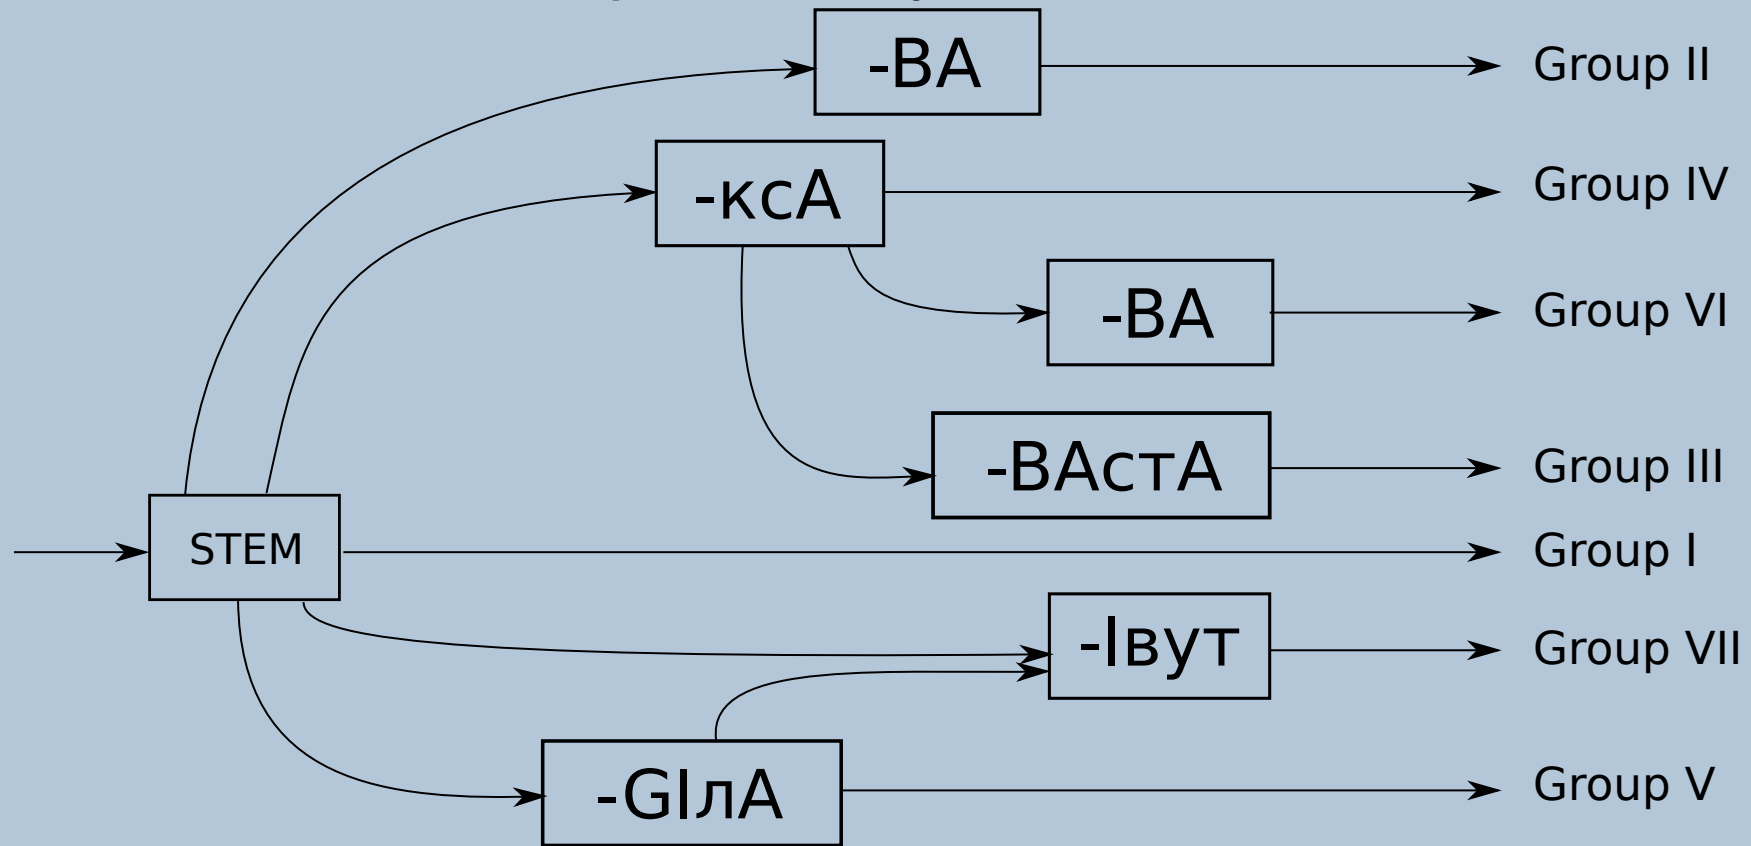 -ВА
Group II
-ксА
Group IV
-ВА
Group VI
-ВАстА
Group III
STEM
Group I
-Iвут
Group VII
-GIлА
Group V